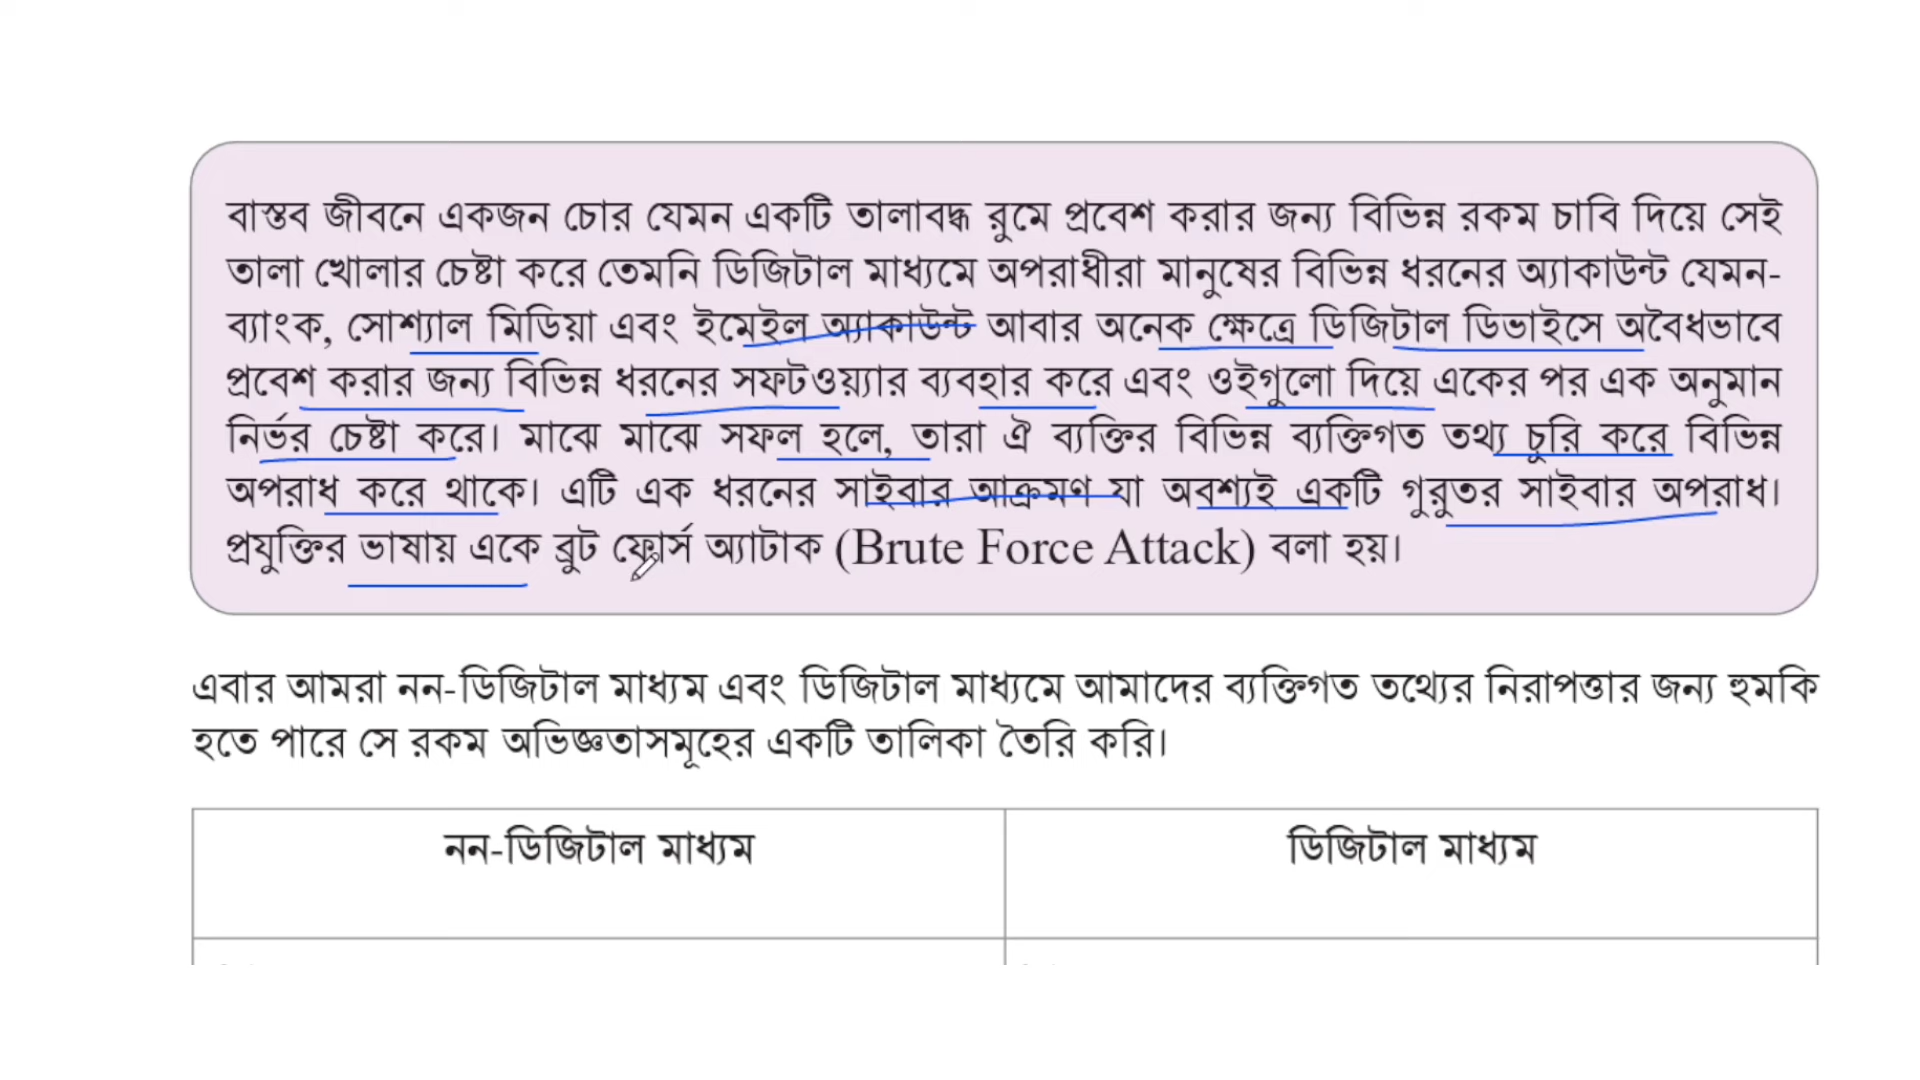 বাস্তব জীবনে একজন চোর যেমন একটি তালাবদ্ধ রুমে প্রবেশ করার জন্য বিভিন্ন রকম চাবি দিয়ে সেই
তালা খোলার চেষ্টা করে তেমনি ডিজিটাল মাধ্যমে অপরাধীরা মানুষের বিভিন্ন ধরনের অ্যাকাউন্ট যেমন-
ব্যাংক, সোশ্যাল মিডিয়া এবং ইমেইল অ্যাকাউন্ট আবার অনেক ক্ষেত্রে ডিজিটাল ডিভাইসে অবৈধভাবে
প্রবেশ করার জন্য বিভিন্ন ধরনের সফটওয়্যার ব্যবহার করে এবং ওইগুলো দিয়ে একের পর এক অনুমান
নির্ভর চেষ্টা করে। মাঝে মাঝে সফল হলে, তারা ঐ ব্যক্তির বিভিন্ন ব্যক্তিগত তথ্য চুরি করে বিভিন্ন
অপরাধ করে থাকে। এটি এক ধরনের সাইবার আক্রমণ যা অবশ্যই একটি গুরুতর সাইবার অপরাধ।
প্রযুক্তির ভাষায় একে ব্রুট ফোর্স অ্যাটাক (Brute Force Attack) বলা হয়।
এবার আমরা নন-ডিজিটাল মাধ্যম এবং ডিজিটাল মাধ্যমে আমাদের ব্যক্তিগত তথ্যের নিরাপত্তার জন্য হুমকি
হতে পারে সে রকম অভিজ্ঞতাসমূহের একটি তালিকা তৈরি করি।
নন-ডিজিটাল মাধ্যম
ডিজিটাল মাধ্যম